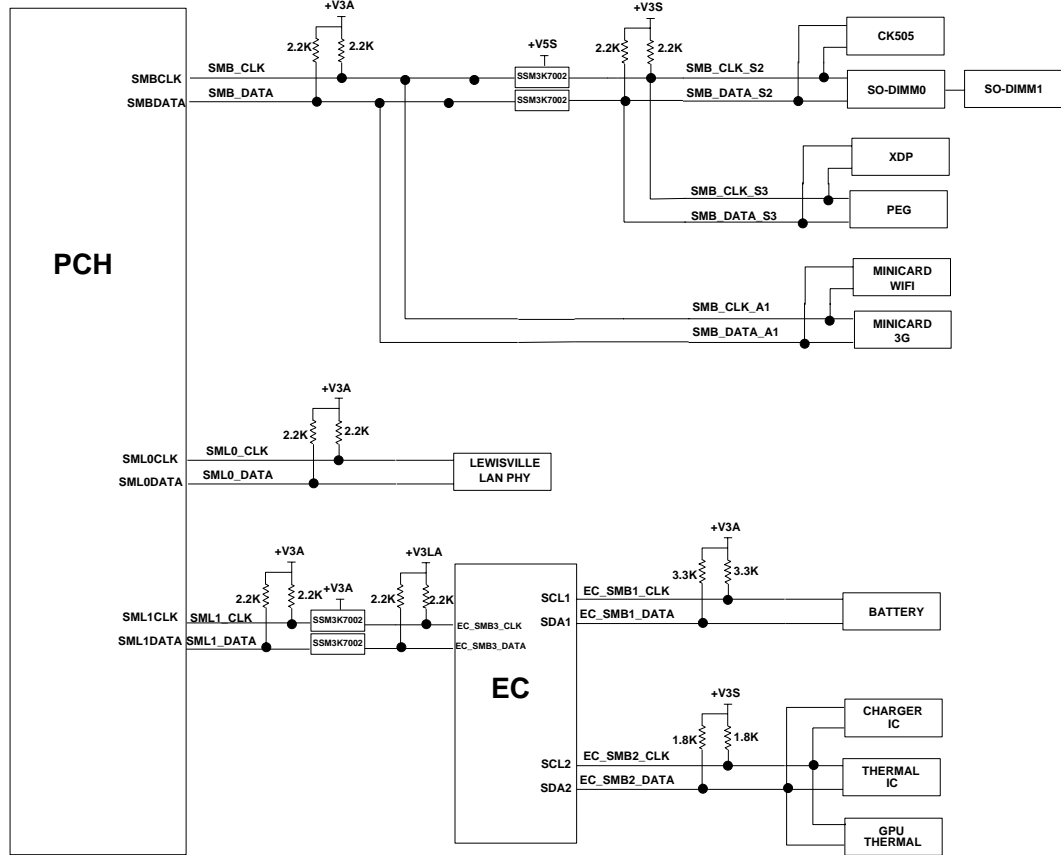 +V3A
+V3S
2.2K
2.2K
+V5S
2.2K
2.2K
CK505
SMBCLK
SMB_CLK
SSM3K7002
SMB_CLK_S2
SMBDATA
SMB_DATA
SSM3K7002
SMB_DATA_S2
SO-DIMM0
SO-DIMM1
XDP
SMB_CLK_S3
SMB_DATA_S3
PEG
PCH
MINICARD
WIFI
SMB_CLK_A1
SMB_DATA_A1
MINICARD
3G
+V3A
2.2K
2.2K
SML0CLK
SML0_CLK
SML0DATA
SML0_DATA
LEWISVILLE
LAN PHY
+V3A
+V3LA
+V3A
2.2K
2.2K
+V3A
2.2K
2.2K
3.3K
3.3K
SML1CLK
SML1_CLK
SSM3K7002
EC_SMB3_CLK
SML1DATA
SML1_DATA
SSM3K7002
EC_SMB3_DATA
SCL1
EC_SMB1_CLK
SDA1
EC_SMB1_DATA
BATTERY
EC
+V3S
1.8K
1.8K
CHARGER
IC
SCL2
EC_SMB2_CLK
SDA2
EC_SMB2_DATA
THERMAL
IC
GPU
THERMAL